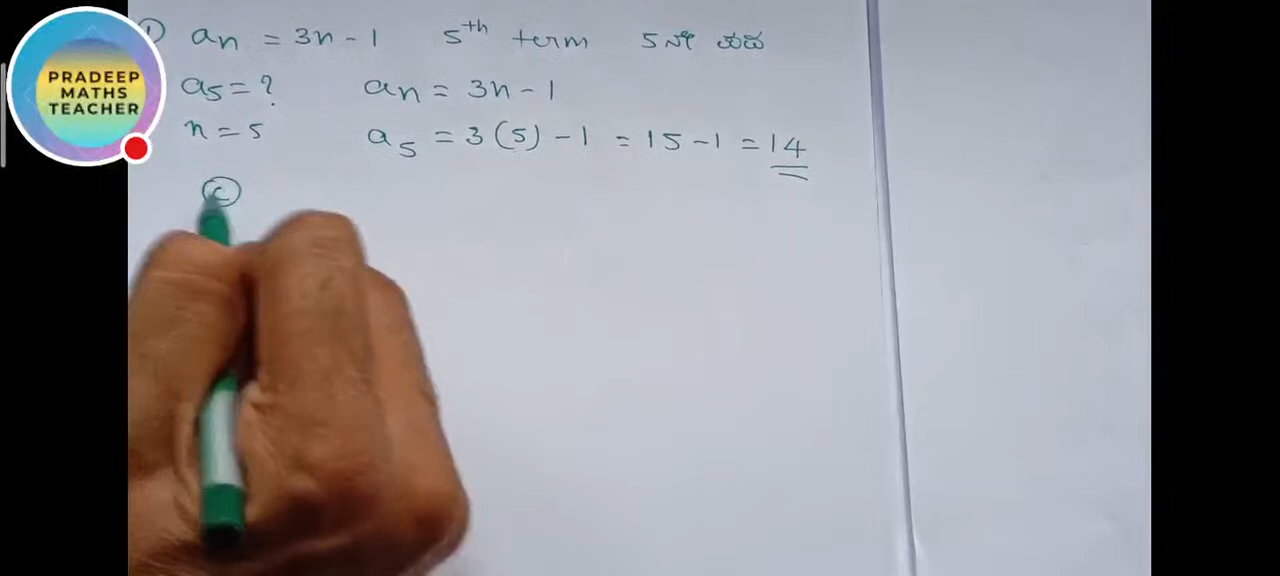 PRADEEP
MATHS
TEACHER
① an = 3n - 1 5th term 5ನೇ ಪದ
a5 = ? an = 3n - 1
n = 5 a5 = 3(5) - 1 = 15 - 1 = 14
ⓒ